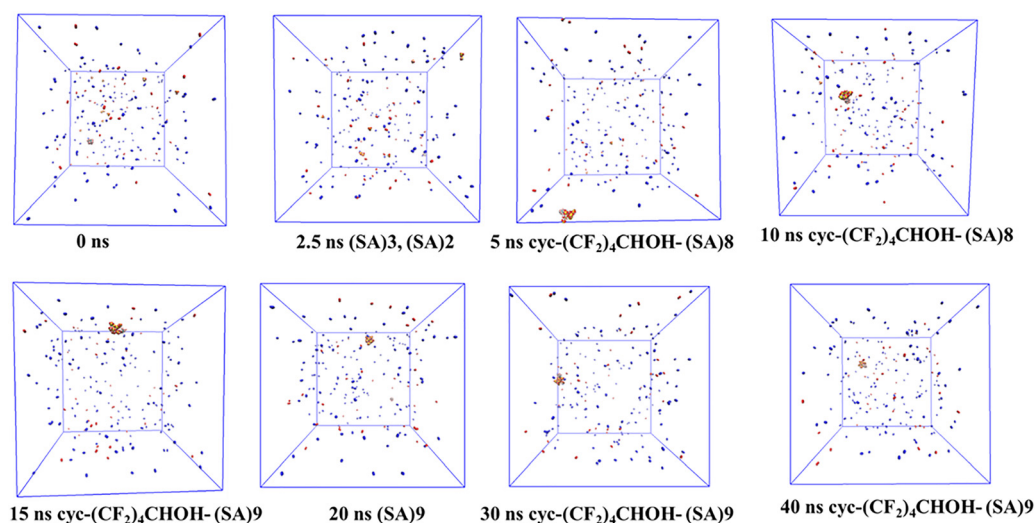 0 ns
2.5 ns (SA)3, (SA)2
5 ns cyc-(CF₂)₄CHOH- (SA)8
10 ns cyc-(CF₂)₄CHOH- (SA)8
15 ns cyc-(CF₂)₄CHOH- (SA)9
20 ns (SA)9
30 ns cyc-(CF₂)₄CHOH- (SA)9
40 ns cyc-(CF₂)₄CHOH- (SA)9